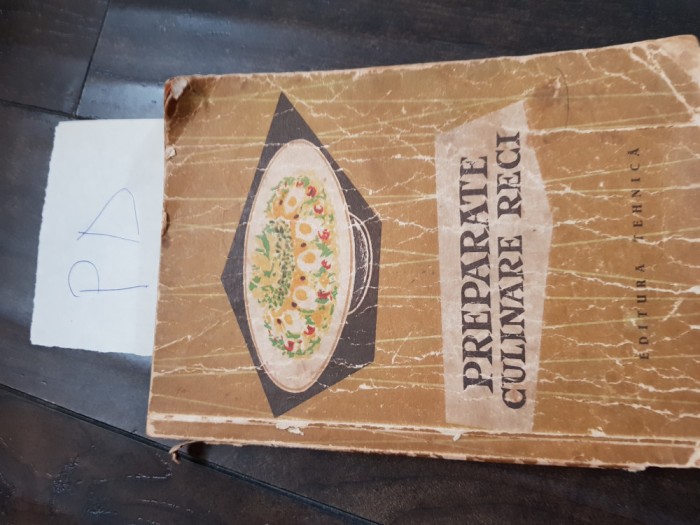 PREPARATE
CULINARE RECI
EDITURA TEHNICĂ
PD